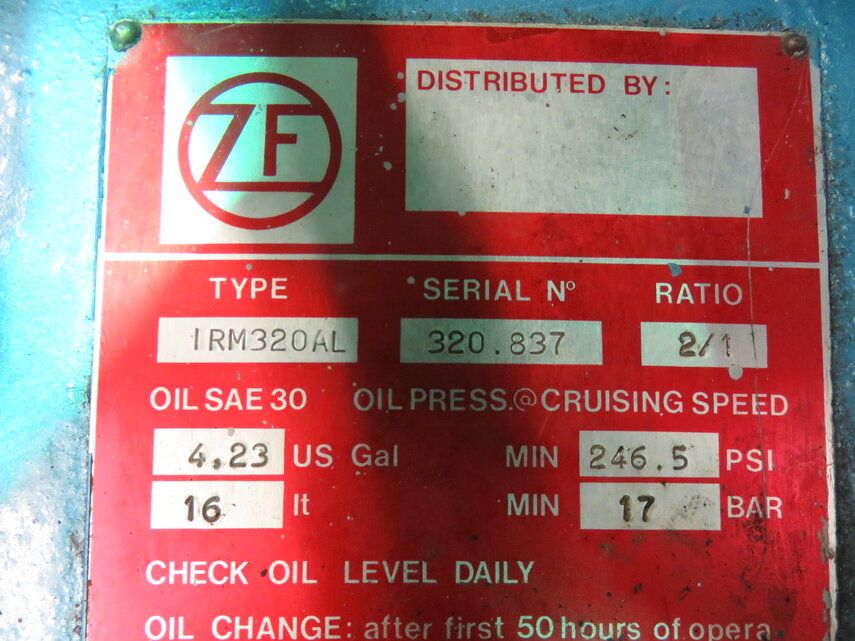 ZF
DISTRIBUTED BY:
TYPE SERIAL Nº RATIO
IRM320AL 320.837 2/1
OIL SAE 30 OIL PRESS.@CRUISING SPEED
4.23 US Gal MIN 246.5 PSI
16 lt MIN 17 BAR
CHECK OIL LEVEL DAILY
OIL CHANGE: after first 50 hours of opera